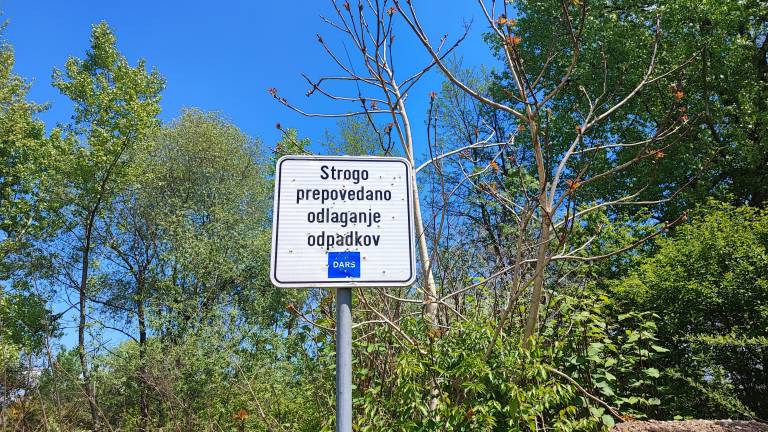 Strogo
prepovedano
odlaganje
odpadkov
DARS